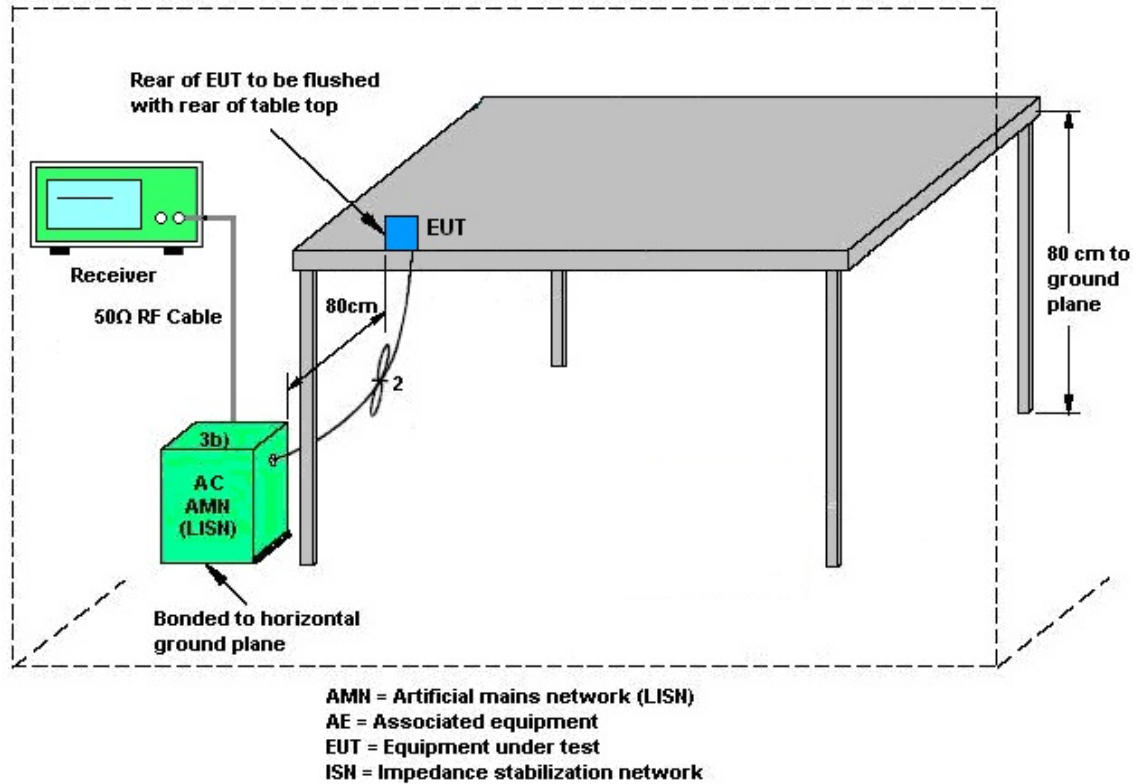 Rear of EUT to be flushed
with rear of table top
EUT
Receiver
80cm
80 cm to
ground
plane
50Ω RF Cable
2
3b)
AC
AMN
(LISN)
Bonded to horizontal
ground plane
AMN = Artificial mains network (LISN)
AE = Associated equipment
EUT = Equipment under test
ISN = Impedance stabilization network